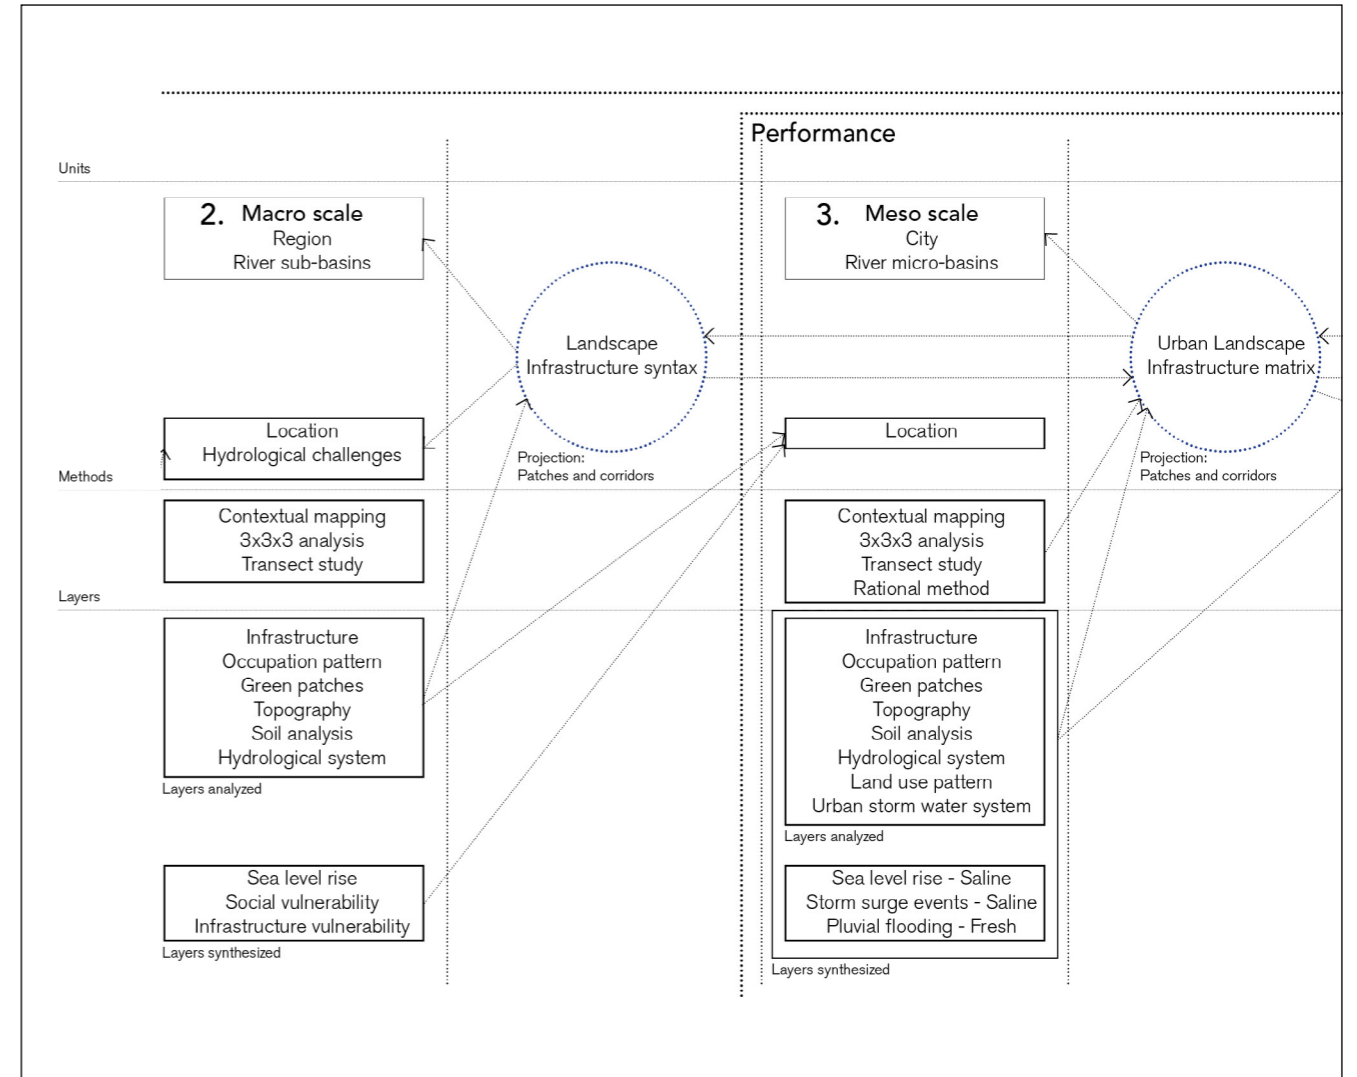 Performance
Units
2. Macro scale
Region
River sub-basins
3. Meso scale
City
River micro-basins
Landscape
Infrastructure syntax
Urban Landscape
Infrastructure matrix
Location
Hydrological challenges
Location
Projection:
Patches and corridors
Projection:
Patches and corridors
Methods
Contextual mapping
3x3x3 analysis
Transect study
Contextual mapping
3x3x3 analysis
Transect study
Rational method
Layers
Infrastructure
Occupation pattern
Green patches
Topography
Soil analysis
Hydrological system
Layers analyzed
Infrastructure
Occupation pattern
Green patches
Topography
Soil analysis
Hydrological system
Land use pattern
Urban storm water system
Layers analyzed
Sea level rise
Social vulnerability
Infrastructure vulnerability
Layers synthesized
Sea level rise - Saline
Storm surge events - Saline
Pluvial flooding - Fresh
Layers synthesized